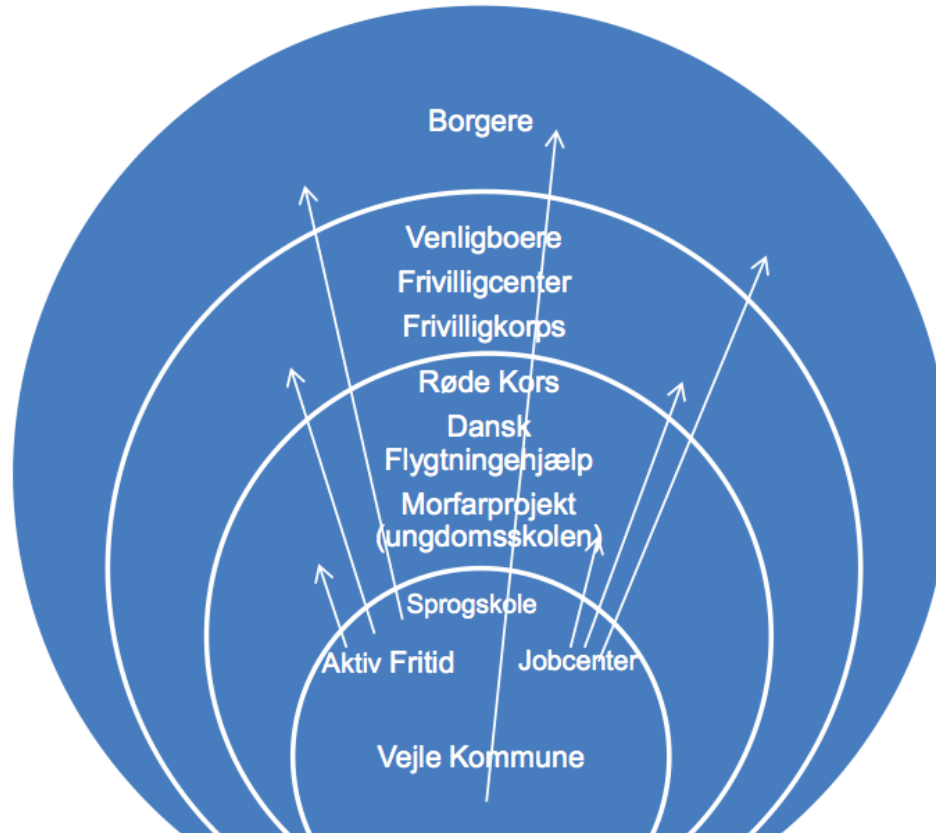 Borgere
Venligboere
Frivilligcenter
Frivilligkorps
Røde Kors
Dansk
Flygtningehjælp
Morfarprojekt
(ungdomsskolen)
Sprogskole
Aktiv Fritid
Jobcenter
Vejle Kommune